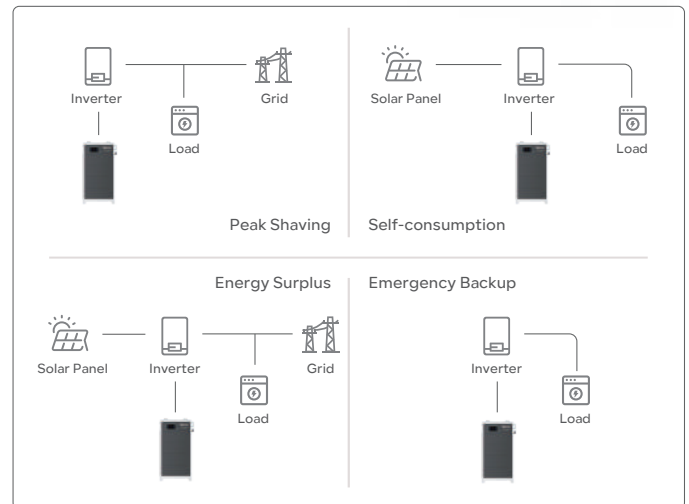 Inverter
Grid
Load
Peak Shaving
Solar Panel
Inverter
Load
Self-consumption
Energy Surplus
Solar Panel
Inverter
Grid
Load
Emergency Backup
Inverter
Load